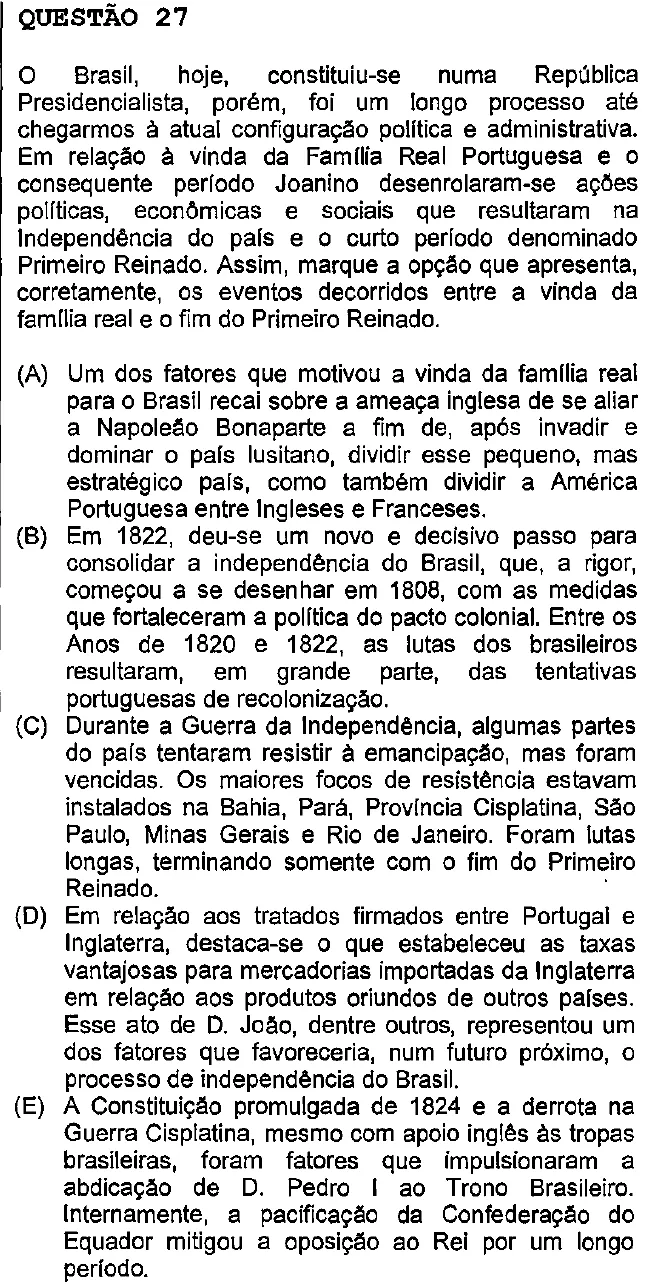 QUESTÃO 27
O Brasil, hoje, constituiu-se numa República
Presidencialista, porém, foi um longo processo até
chegarmos à atual configuração política e administrativa.
Em relação à vinda da Família Real Portuguesa e o
consequente período Joanino desenrolaram-se ações
políticas, econômicas e sociais que resultaram na
Independência do país e o curto período denominado
Primeiro Reinado. Assim, marque a opção que apresenta,
corretamente, os eventos decorridos entre a vinda da
família real e o fim do Primeiro Reinado.
(A) Um dos fatores que motivou a vinda da família real
para o Brasil recai sobre a ameaça inglesa de se aliar
a Napoleão Bonaparte a fim de, após invadir e
dominar o país lusitano, dividir esse pequeno, mas
estratégico país, como também dividir a América
Portuguesa entre Ingleses e Franceses.
(B) Em 1822, deu-se um novo e decisivo passo para
consolidar a independência do Brasil, que, a rigor,
começou a se desenhar em 1808, com as medidas
que fortaleceram a política do pacto colonial. Entre os
Anos de 1820 e 1822, as lutas dos brasileiros
resultaram, em grande parte, das tentativas
portuguesas de recolonização.
(C) Durante a Guerra da Independência, algumas partes
do país tentaram resistir à emancipação, mas foram
vencidas. Os maiores focos de resistência estavam
instalados na Bahia, Pará, Província Cisplatina, São
Paulo, Minas Gerais e Rio de Janeiro. Foram lutas
longas, terminando somente com o fim do Primeiro
Reinado.
(D) Em relação aos tratados firmados entre Portugal e
Inglaterra, destaca-se o que estabeleceu as taxas
vantajosas para mercadorias importadas da Inglaterra
em relação aos produtos oriundos de outros países.
Esse ato de D. João, dentre outros, representou um
dos fatores que favoreceria, num futuro próximo, o
processo de independência do Brasil.
(E) A Constituição promulgada de 1824 e a derrota na
Guerra Cisplatina, mesmo com apoio inglês às tropas
brasileiras, foram fatores que impulsionaram a
abdicação de D. Pedro I ao Trono Brasileiro.
Internamente, a pacificação da Confederação do
Equador mitigou a oposição ao Rei por um longo
período.